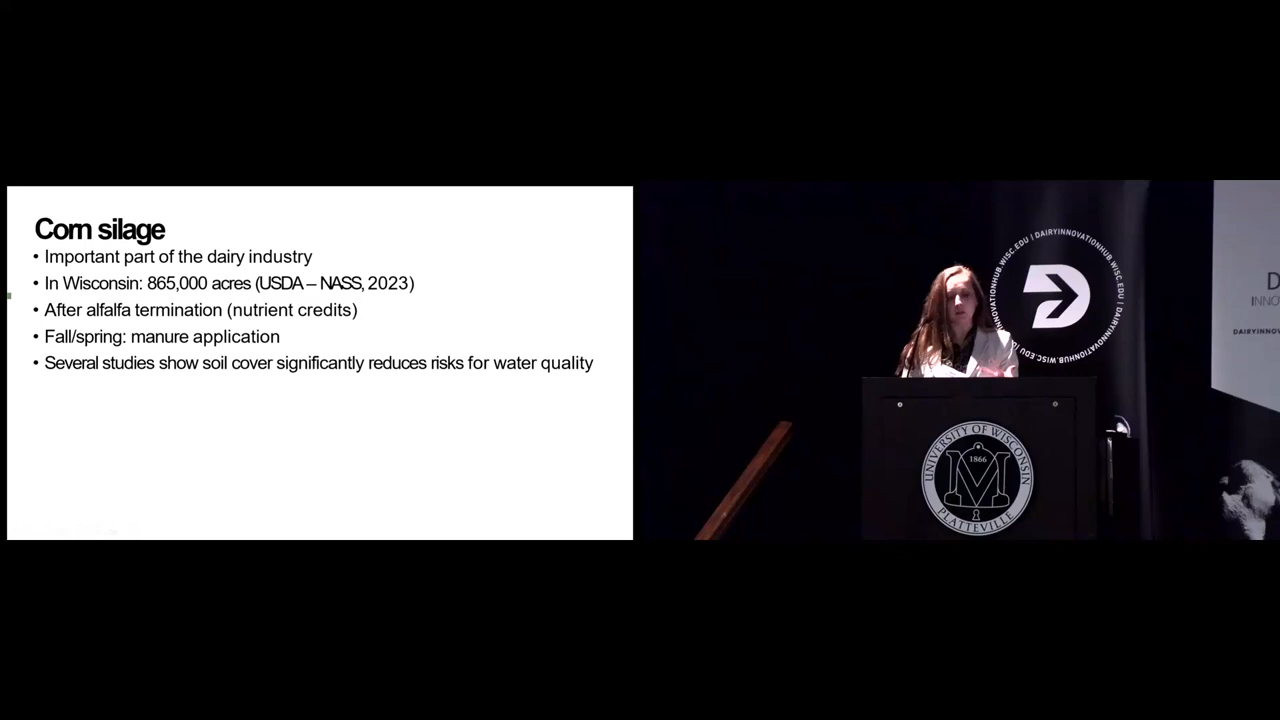 Corn silage
• Important part of the dairy industry
• In Wisconsin: 865,000 acres (USDA – NASS, 2023)
• After alfalfa termination (nutrient credits)
• Fall/spring: manure application
• Several studies show soil cover significantly reduces risks for water quality
DAIRYINNOVATIONHUB.WISC.EDU | DAIRYINNOVATIONHUB.WISC.EDU |
D
INNO
DAIRYINNOV
UNIVERSITY OF WISCONSIN
1866
M
PLATTEVILLE